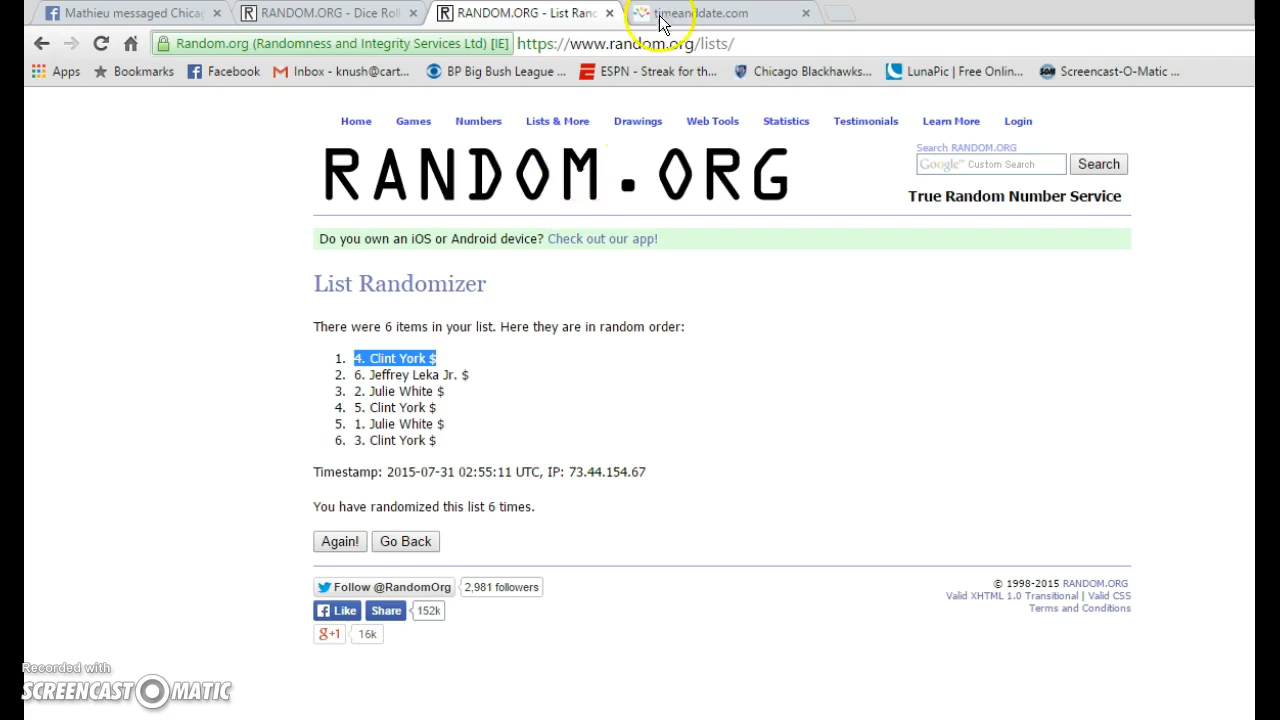 Mathieu messaged Chicag
RANDOM.ORG - Dice Roll
RANDOM.ORG - List Ranc
timeanddate.com
Random.org (Randomness and Integrity Services Ltd) [IE] https://www.random.org/lists/
Apps Bookmarks Facebook Inbox - knush@cart... BP Big Bush League ... ESPN - Streak for th... Chicago Blackhawks... LunaPic | Free Onlin... Screencast-O-Matic ...
Home Games Numbers Lists & More Drawings Web Tools Statistics Testimonials Learn More Login
RANDOM.ORG
Search RANDOM.ORG
Google™ Custom Search Search
True Random Number Service
Do you own an iOS or Android device? Check out our app!
List Randomizer
There were 6 items in your list. Here they are in random order:
1. 4. Clint York $
2. 6. Jeffrey Leka Jr. $
3. 2. Julie White $
4. 5. Clint York $
5. 1. Julie White $
6. 3. Clint York $
Timestamp: 2015-07-31 02:55:11 UTC, IP: 73.44.154.67
You have randomized this list 6 times.
Again! Go Back
Follow @RandomOrg 2,981 followers
Like Share 152k
g+1 16k
© 1998-2015 RANDOM.ORG
Valid XHTML 1.0 Transitional | Valid CSS
Terms and Conditions
Recorded with
SCREENCAST-O-MATIC